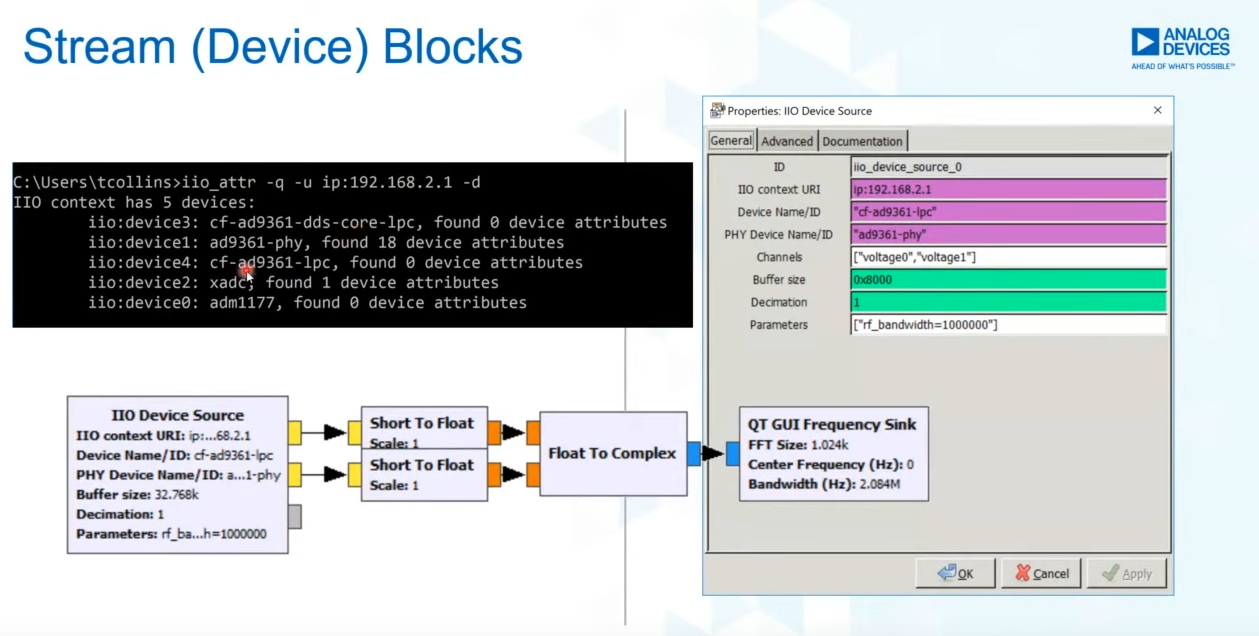 Stream (Device) Blocks
ANALOG
DEVICES
AHEAD OF WHAT'S POSSIBLE™
C:\Users\tcollins>iio_attr -q -u ip:192.168.2.1 -d
IIO context has 5 devices:
iio:device3: cf-ad9361-dds-core-lpc, found 0 device attributes
iio:device1: ad9361-phy, found 18 device attributes
iio:device4: cf-ad9361-lpc, found 0 device attributes
iio:device2: xadc, found 1 device attributes
iio:device0: adm1177, found 0 device attributes
Properties: IIO Device Source
General Advanced Documentation
ID iio_device_source_0
IIO context URI ip:192.168.2.1
Device Name/ID "cf-ad9361-lpc"
PHY Device Name/ID "ad9361-phy"
Channels ["voltage0","voltage1"]
Buffer size 0x8000
Decimation 1
Parameters ["rf_bandwidth=1000000"]
OK Cancel Apply
IIO Device Source
IIO context URI: ip:...68.2.1
Device Name/ID: cf-ad9361-lpc
PHY Device Name/ID: a...1-phy
Buffer size: 32.768k
Decimation: 1
Parameters: rf_ba...h=1000000
Short To Float
Scale: 1
Short To Float
Scale: 1
Float To Complex
QT GUI Frequency Sink
FFT Size: 1.024k
Center Frequency (Hz): 0
Bandwidth (Hz): 2.084M